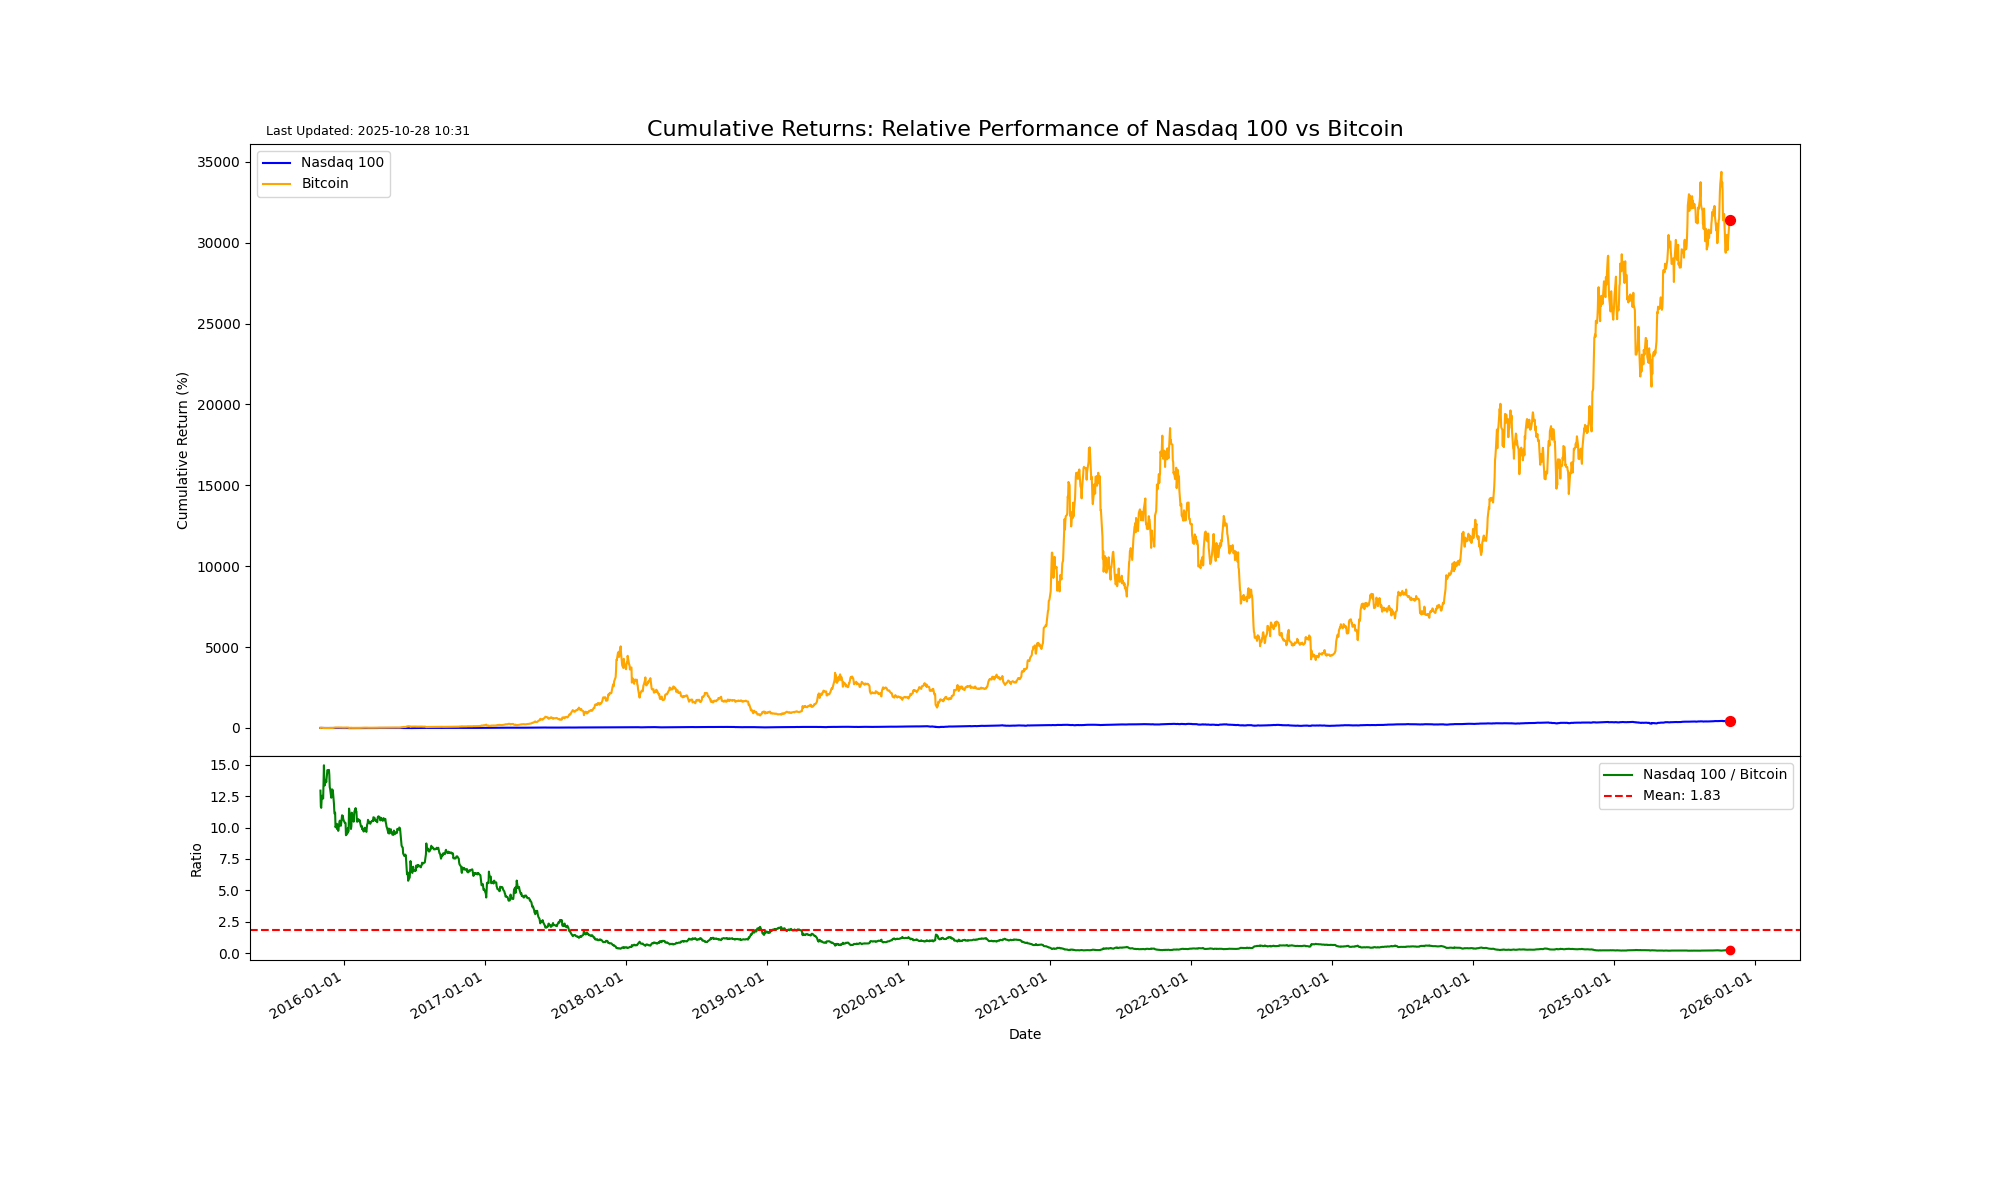 Last Updated: 2025-10-28 10:31
Cumulative Returns: Relative Performance of Nasdaq 100 vs Bitcoin
Nasdaq 100
Bitcoin
35000
30000
25000
20000
15000
10000
5000
0
Cumulative Return (%)
Nasdaq 100 / Bitcoin
Mean: 1.83
15.0
12.5
10.0
7.5
5.0
2.5
0.0
Ratio
2016-01-01
2017-01-01
2018-01-01
2019-01-01
2020-01-01
2021-01-01
2022-01-01
2023-01-01
2024-01-01
2025-01-01
2026-01-01
Date